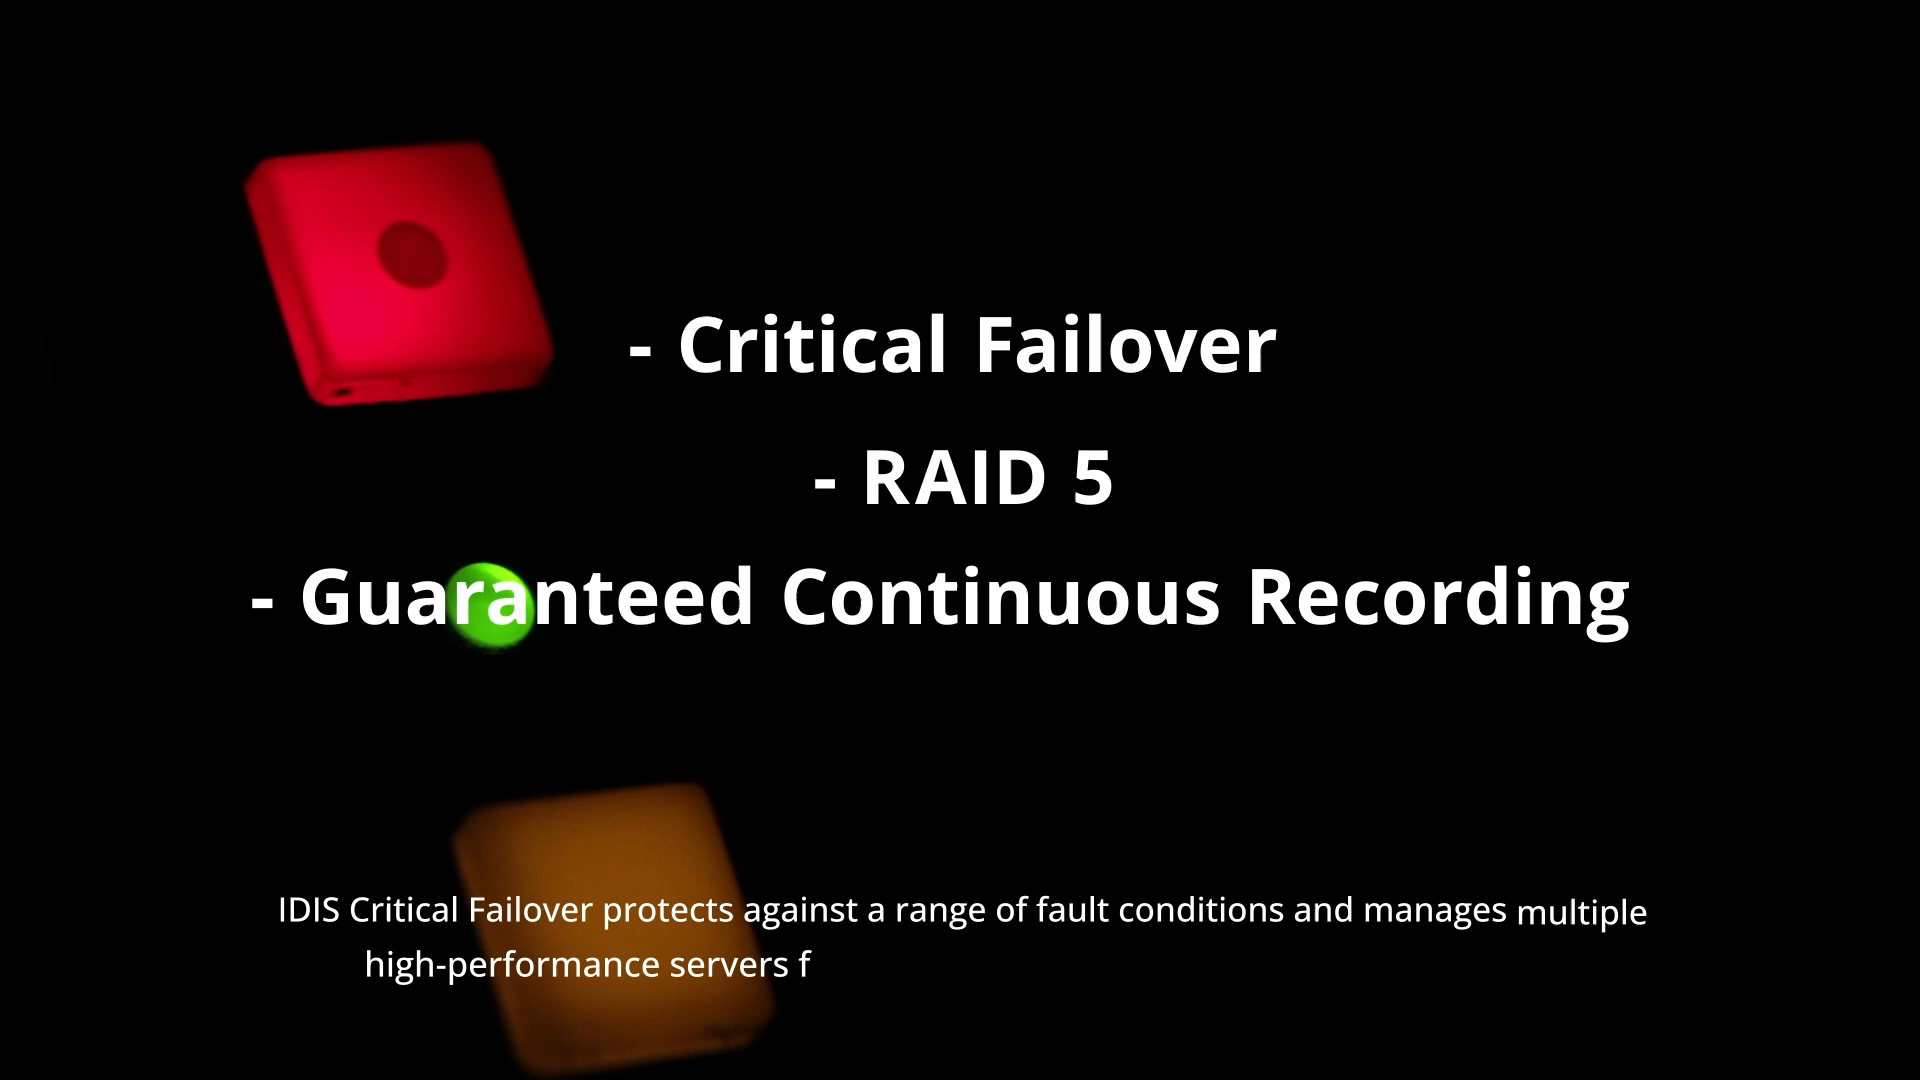 - Critical Failover
- RAID 5
- Guaranteed Continuous Recording
IDIS Critical Failover protects against a range of fault conditions and manages multiple
high-performance servers f